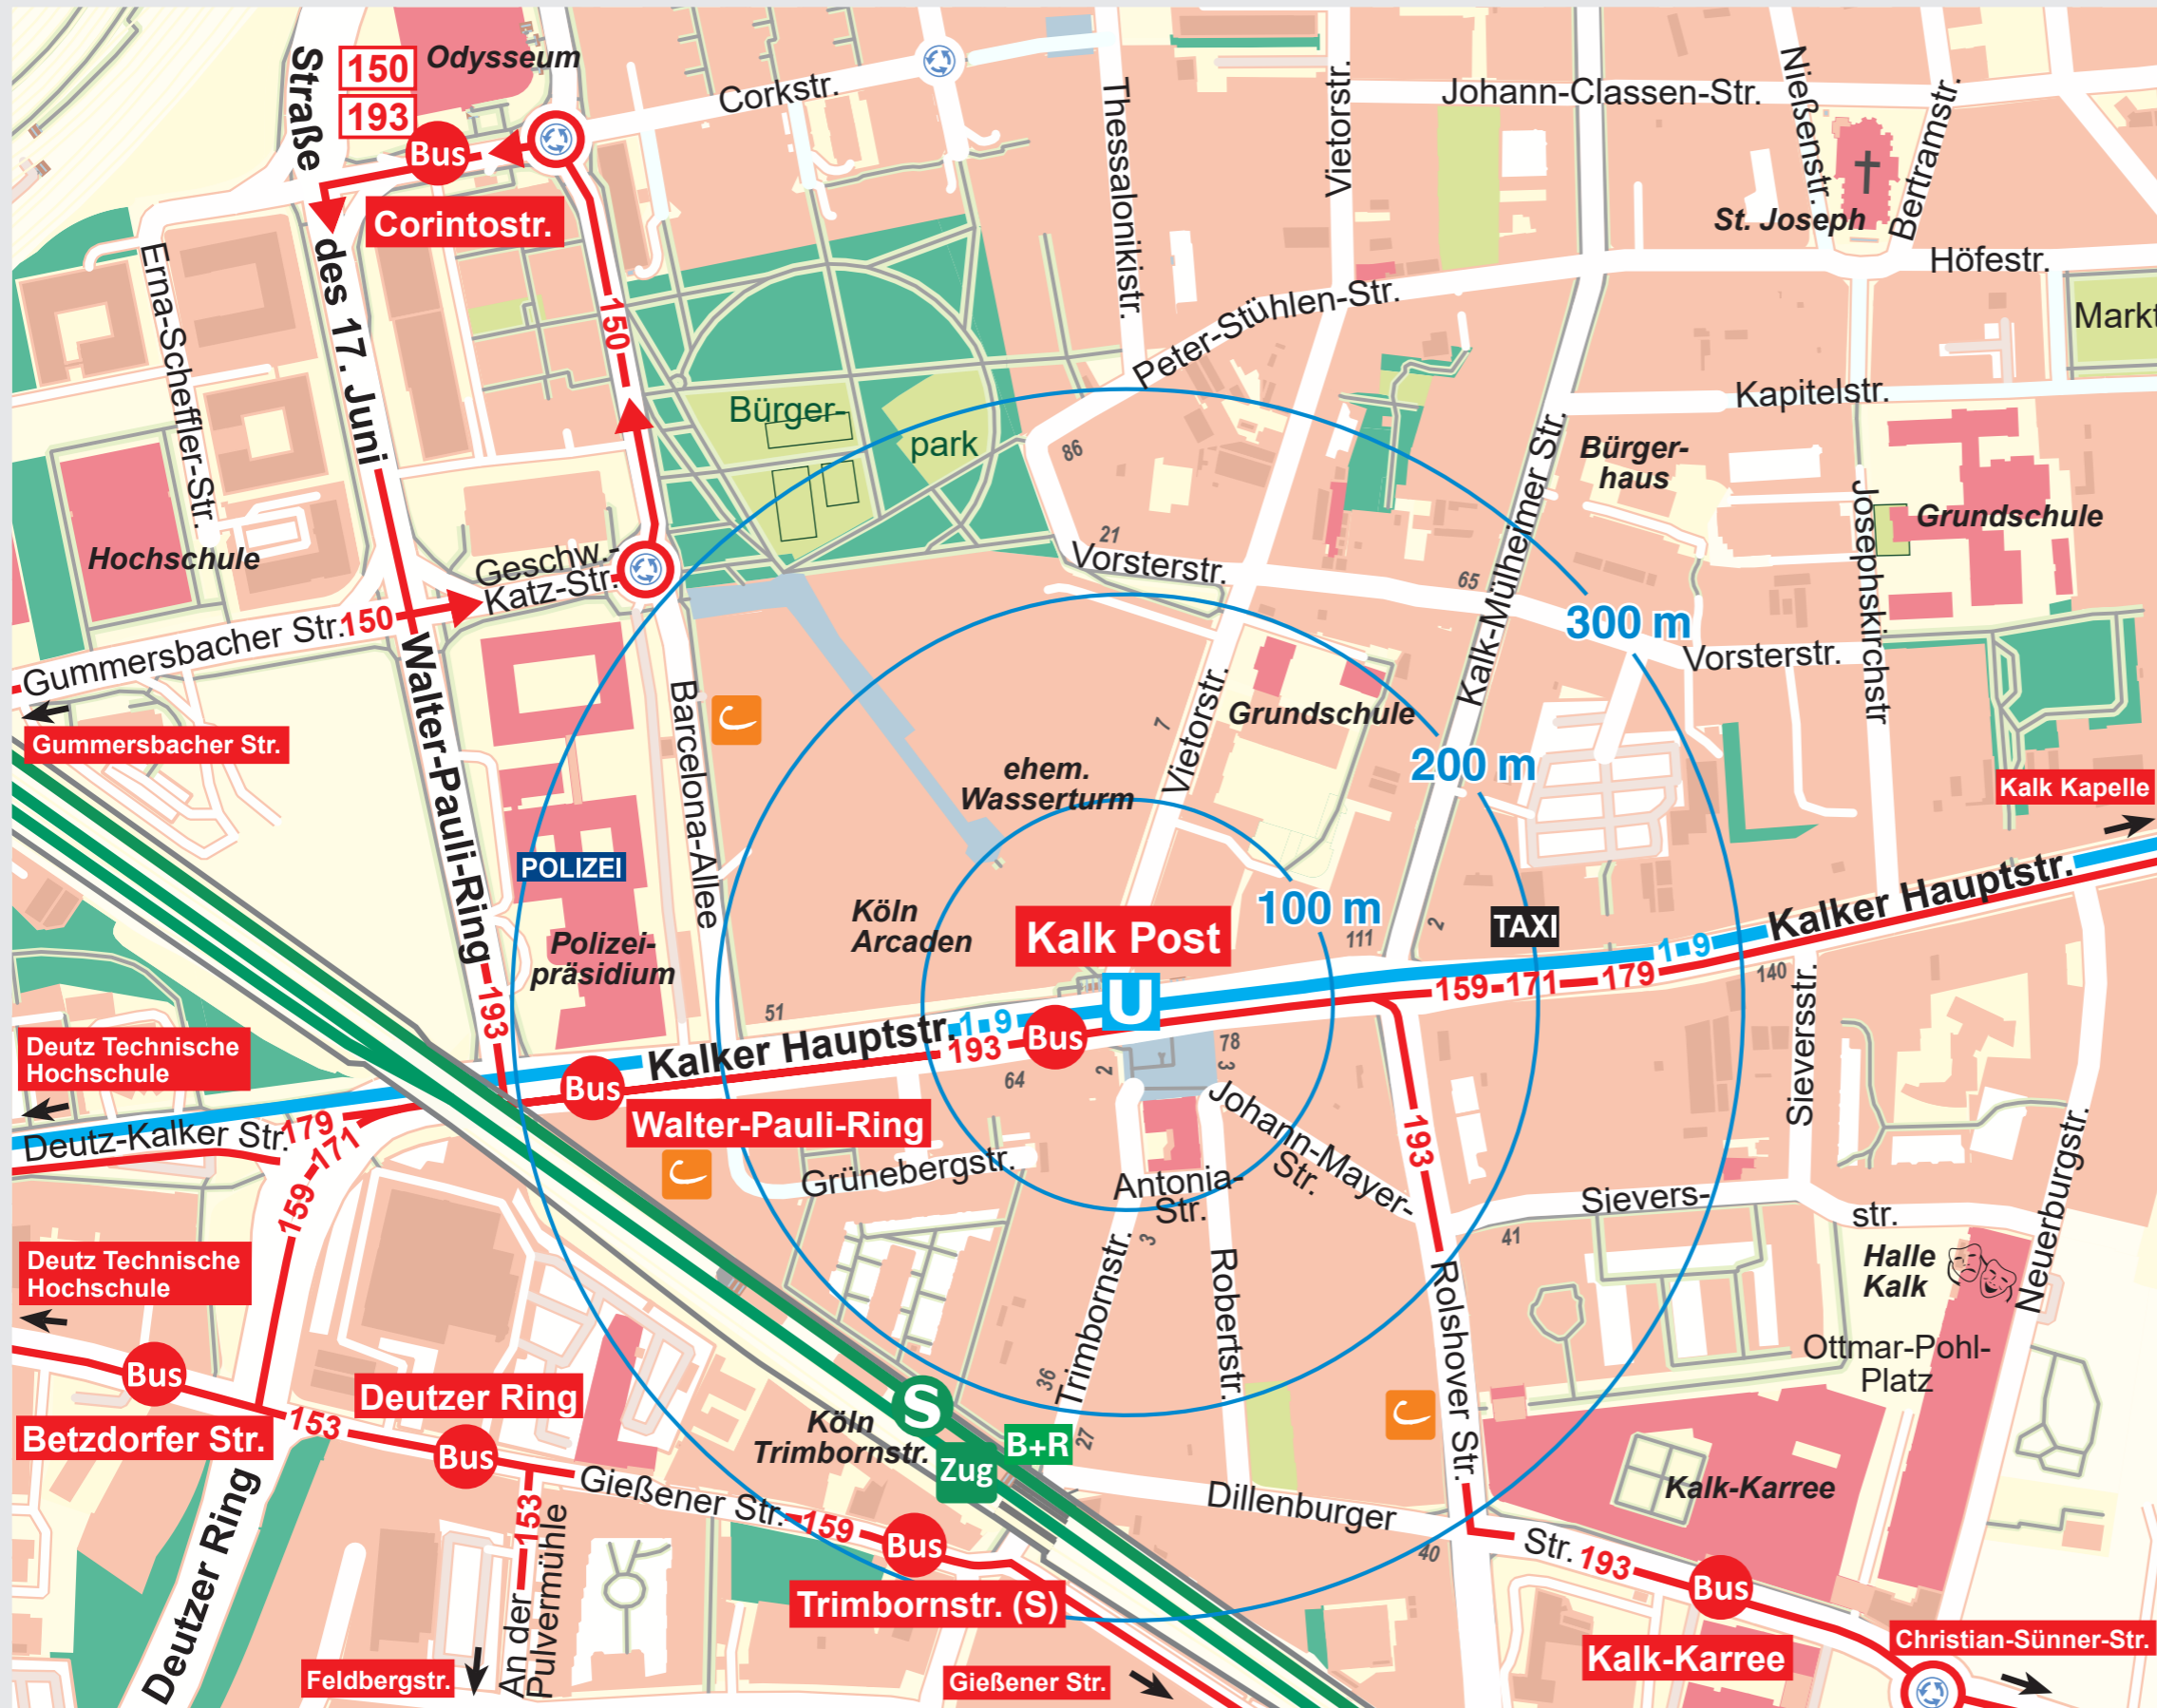 Straße
150
193
Odysseum
Bus
Corintostr.
Corkstr.
Thessalonikistr.
Vietorstr.
Johann-Classen-Str.
Nießenstr.
Bertramstr.
St. Joseph
Höfestr.
Markt
Erna-Scheffler-Str.
des 17. Juni
150
Peter-Stühlen-Str.
Kapitelstr.
Bürger-
park
86
Bürger-
haus
Kalk-Mülheimer Str.
Josephskirchstr
Grundschule
Hochschule
Geschw.-
Katz-Str.
21
Vorsterstr.
65
300 m
Vorsterstr.
Gummersbacher Str.
150
Gummersbacher Str.
Walter-Pauli-Ring
Barcelona-Allee
7
Vietorstr.
Grundschule
200 m
ehem.
Wasserturm
Kalk Kapelle
POLIZEI
Polizei-
präsidium
Köln
Arcaden
Kalk Post
100 m
111
2
TAXI
Kalker Hauptstr.
1-9
159-171-179
140
193
51
U
Kalker Hauptstr.
1-9
193
Bus
78
3
64
2
Deutz Technische
Hochschule
Bus
Walter-Pauli-Ring
Deutz-Kalker Str.
179
159-171
Grünebergstr.
Antonia-
Str.
Johann-Mayer-
Str.
193
Sieversstr.
Sievers-
str.
41
Neuerburgstr.
Deutz Technische
Hochschule
Halle
Kalk
Ottmar-Pohl-
Platz
3
Trimbornstr.
36
27
Robertstr.
Rolshover Str.
Bus
Betzdorfer Str.
153
Deutzer Ring
Bus
S
Köln
Trimbornstr.
Zug
B+R
Kalk-Karree
Gießener Str.
159
Bus
Trimbornstr. (S)
Dillenburger
Str.
40
193
Bus
Kalk-Karree
Christian-Sünner-Str.
Deutzer Ring
153
An der
Pulvermühle
Feldbergstr.
Gießener Str.